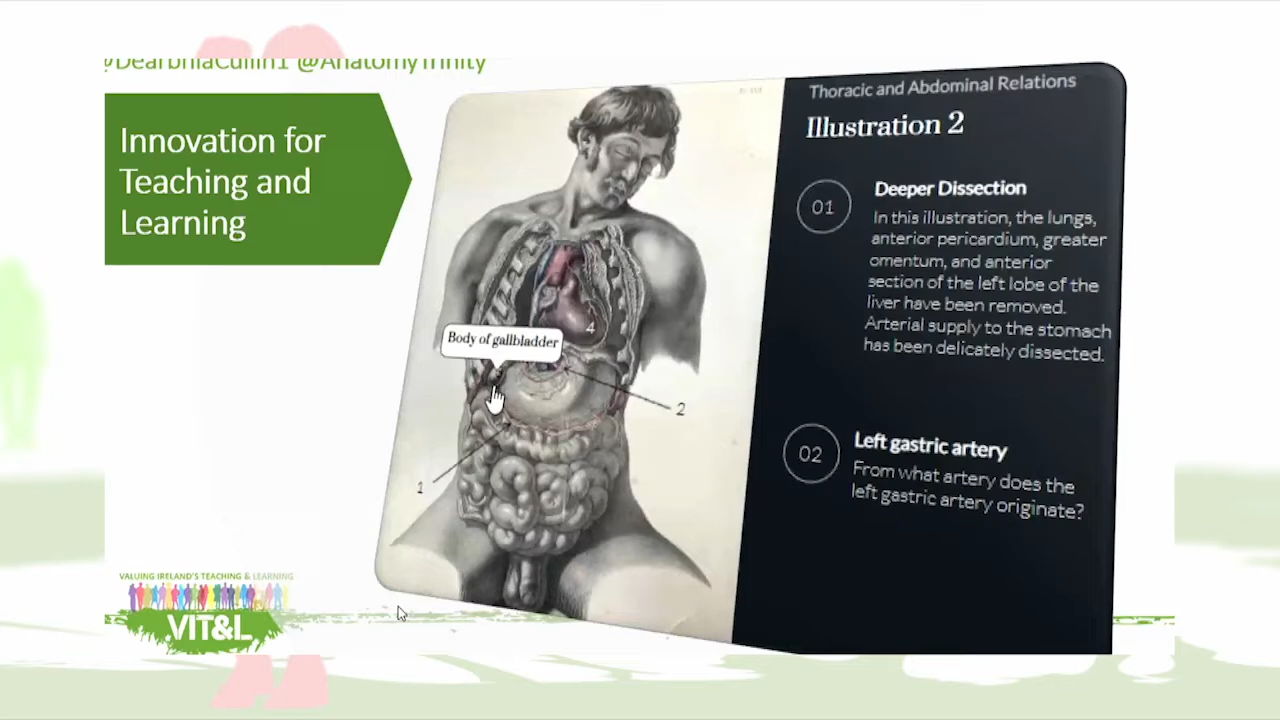 @DearbhlaCullin1 @AnatomyTrinity
Innovation for
Teaching and
Learning
Thoracic and Abdominal Relations
Illustration 2
01
Deeper Dissection
In this illustration, the lungs,
anterior pericardium, greater
omentum, and anterior
section of the left lobe of the
liver have been removed.
Arterial supply to the stomach
has been delicately dissected.
02
Left gastric artery
From what artery does the
left gastric artery originate?
Body of gallbladder
4
3
2
1
VALUING IRELAND'S TEACHING & LEARNING
VIT&L